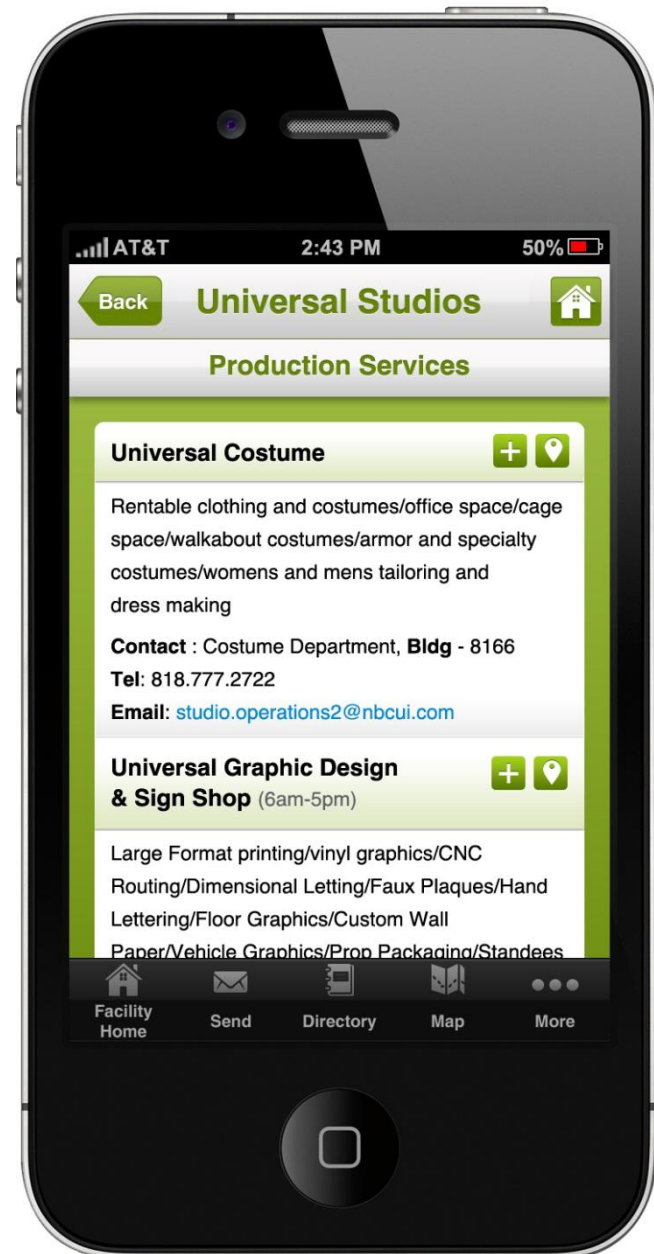 AT&T 2:43 PM 50%
Back Universal Studios
Production Services
Universal Costume
Rentable clothing and costumes/office space/cage
space/walkabout costumes/armor and specialty
costumes/womens and mens tailoring and
dress making
Contact : Costume Department, Bldg - 8166
Tel: 818.777.2722
Email: studio.operations2@nbcui.com
Universal Graphic Design
& Sign Shop (6am-5pm)
Large Format printing/vinyl graphics/CNC
Routing/Dimensional Letting/Faux Plaques/Hand
Lettering/Floor Graphics/Custom Wall
Paper/Vehicle Graphics/Prop Packaging/Standees
Facility Home Send Directory Map More